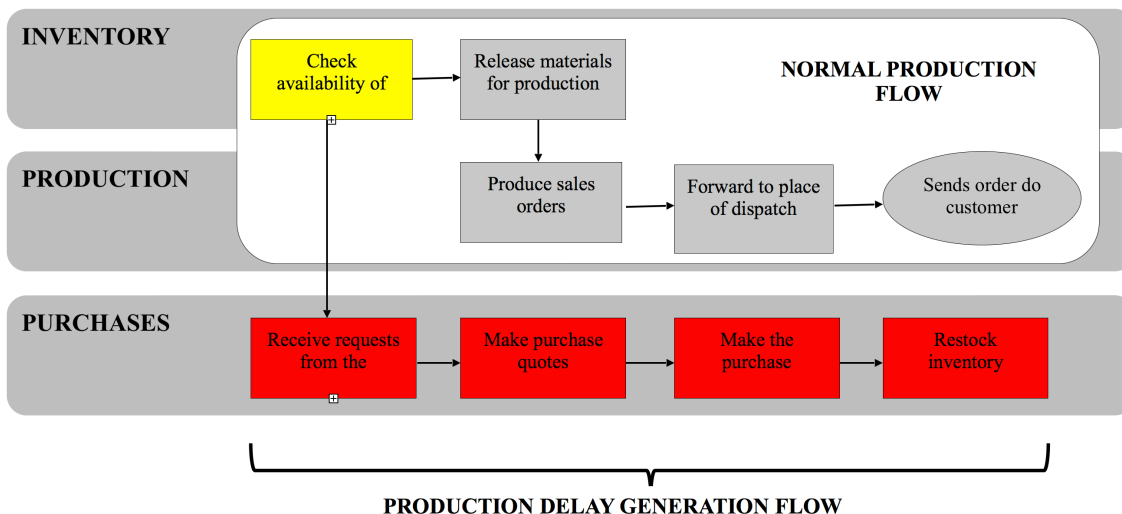 INVENTORY
Check
availability of
Release materials
for production
NORMAL PRODUCTION
FLOW
PRODUCTION
Produce sales
orders
Forward to place
of dispatch
Sends order do
customer
PURCHASES
Receive requests
from the
Make purchase
quotes
Make the
purchase
Restock
inventory
PRODUCTION DELAY GENERATION FLOW